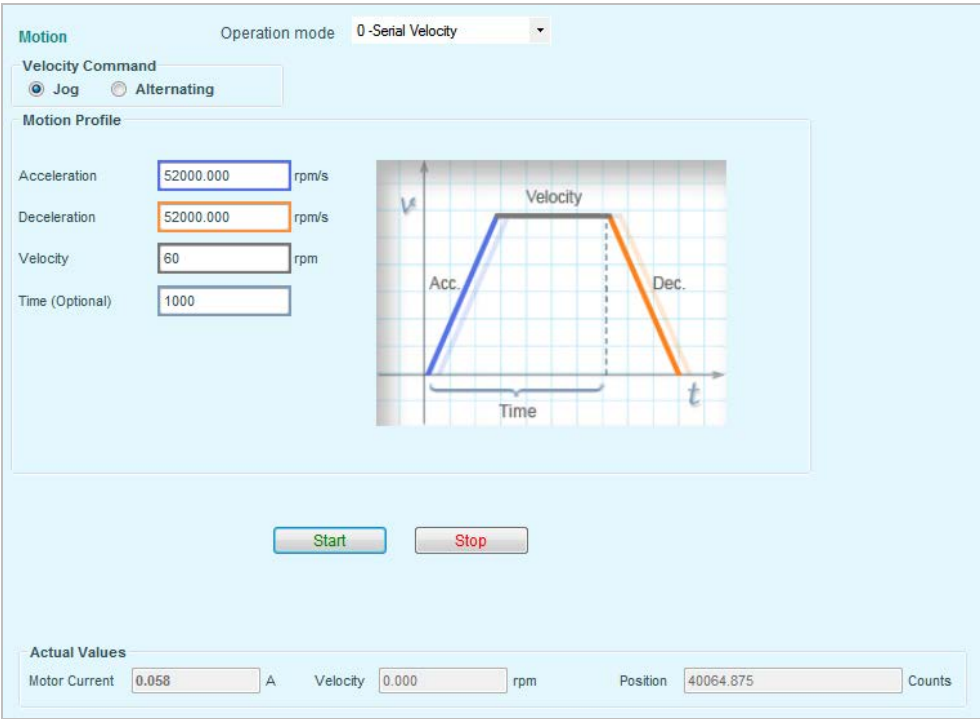 Motion
Operation mode 0 -Serial Velocity
Velocity Command
Jog Alternating
Motion Profile
Acceleration 52000.000 rpm/s
Deceleration 52000.000 rpm/s
Velocity 60 rpm
Time (Optional) 1000
v
Velocity
Acc.
Dec.
t
Time
Start Stop
Actual Values
Motor Current 0.058 A Velocity 0.000 rpm Position 40064.875 Counts